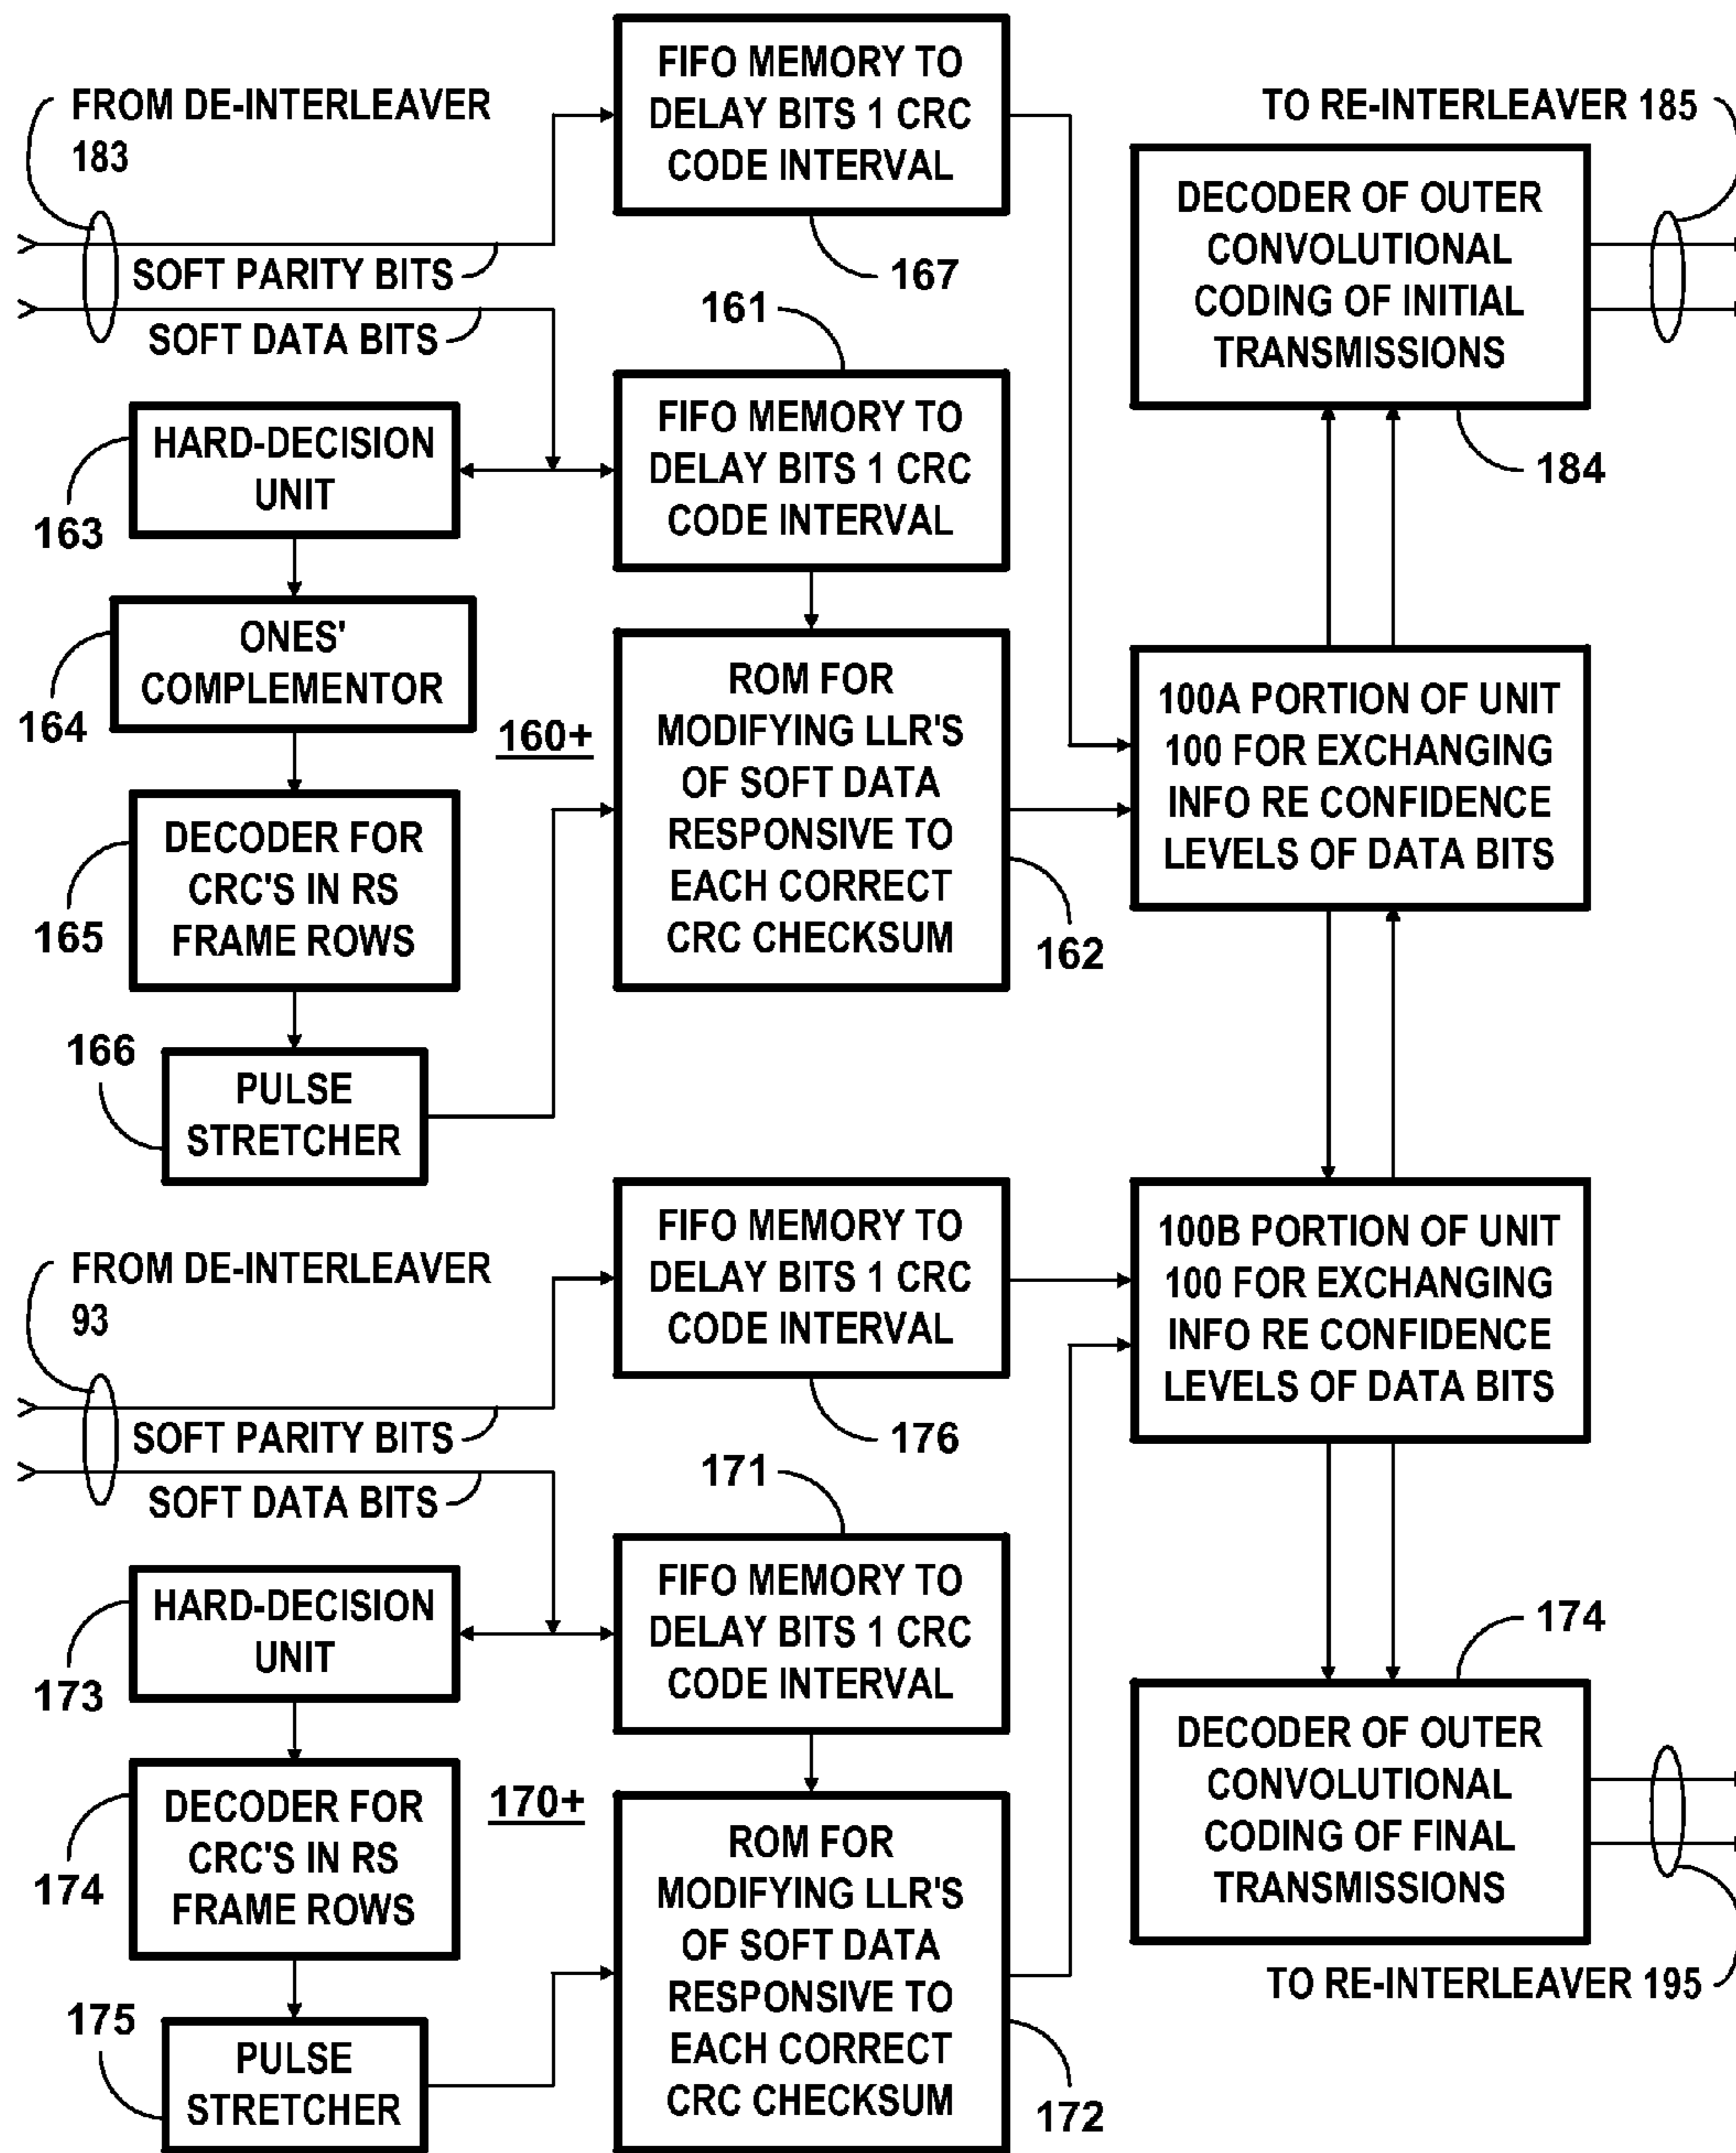 FROM DE-INTERLEAVER
183
SOFT PARITY BITS
SOFT DATA BITS
FIFO MEMORY TO
DELAY BITS 1 CRC
CODE INTERVAL
167
161
FIFO MEMORY TO
DELAY BITS 1 CRC
CODE INTERVAL
HARD-DECISION
UNIT
163
ONES'
COMPLEMENTOR
164
DECODER FOR
CRC'S IN RS
FRAME ROWS
165
166
PULSE
STRETCHER
160+
ROM FOR
MODIFYING LLR'S
OF SOFT DATA
RESPONSIVE TO
EACH CORRECT
CRC CHECKSUM
162
TO RE-INTERLEAVER 185
DECODER OF OUTER
CONVOLUTIONAL
CODING OF INITIAL
TRANSMISSIONS
184
100A PORTION OF UNIT
100 FOR EXCHANGING
INFO RE CONFIDENCE
LEVELS OF DATA BITS
FROM DE-INTERLEAVER
93
SOFT PARITY BITS
SOFT DATA BITS
FIFO MEMORY TO
DELAY BITS 1 CRC
CODE INTERVAL
176
171
FIFO MEMORY TO
DELAY BITS 1 CRC
CODE INTERVAL
HARD-DECISION
UNIT
173
DECODER FOR
CRC'S IN RS
FRAME ROWS
174
175
PULSE
STRETCHER
170+
ROM FOR
MODIFYING LLR'S
OF SOFT DATA
RESPONSIVE TO
EACH CORRECT
CRC CHECKSUM
172
100B PORTION OF UNIT
100 FOR EXCHANGING
INFO RE CONFIDENCE
LEVELS OF DATA BITS
174
DECODER OF OUTER
CONVOLUTIONAL
CODING OF FINAL
TRANSMISSIONS
TO RE-INTERLEAVER 195